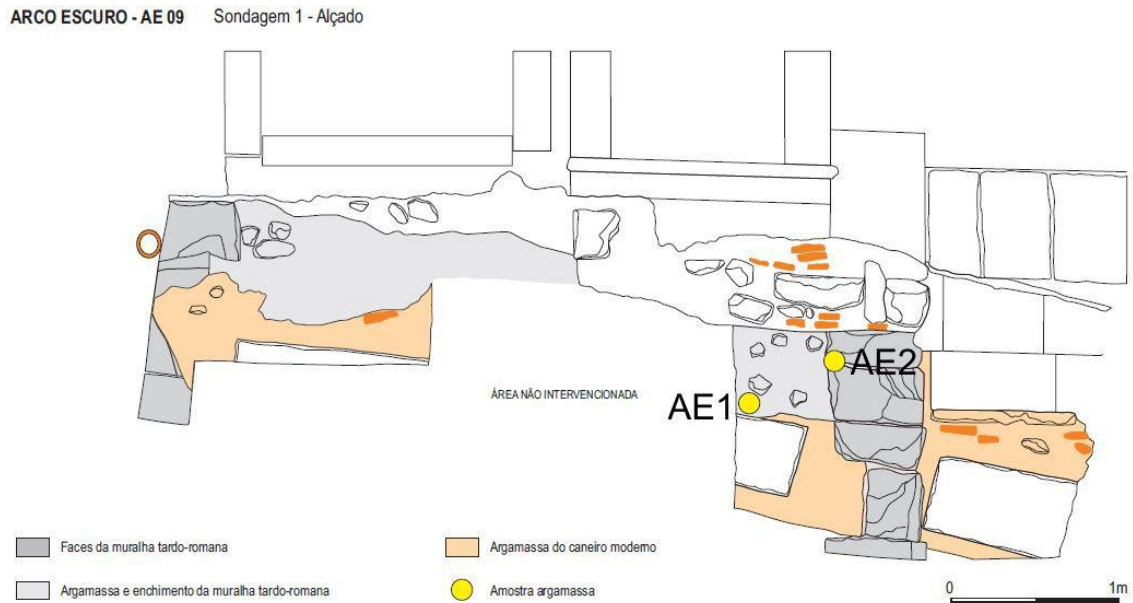 ARCO ESCURO - AE 09 Sondagem 1 - Alçado
ÁREA NÃO INTERVENCIONADA
AE2
AE1
Faces da muralha tardo-romana
Argamassa do caneiro moderno
Argamassa e enchimento da muralha tardo-romana
Amostra argamassa
0 1m